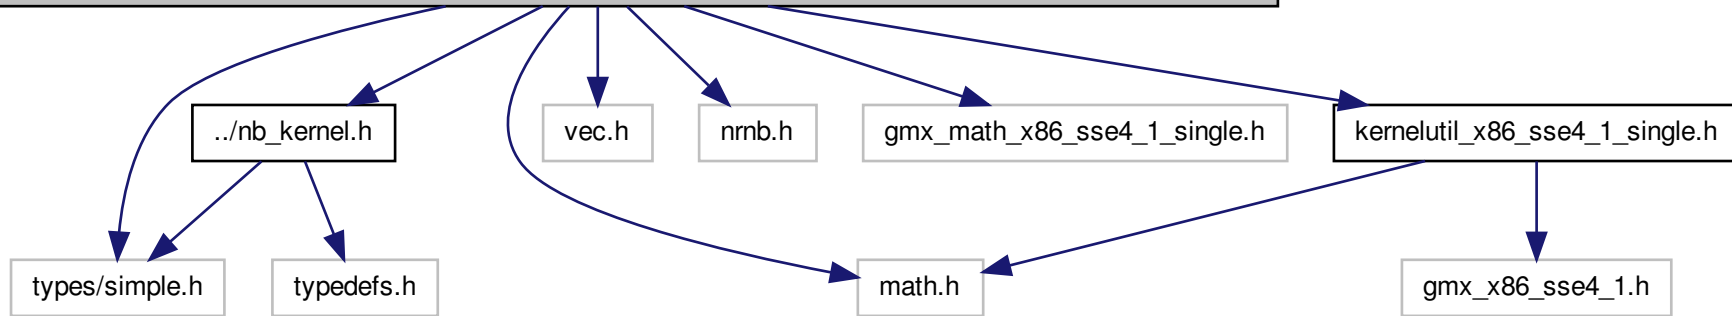 ../nb_kernel.h
vec.h
nrnb.h
gmx_math_x86_sse4_1_single.h
kernelutil_x86_sse4_1_single.h
types/simple.h
typedefs.h
math.h
gmx_x86_sse4_1.h